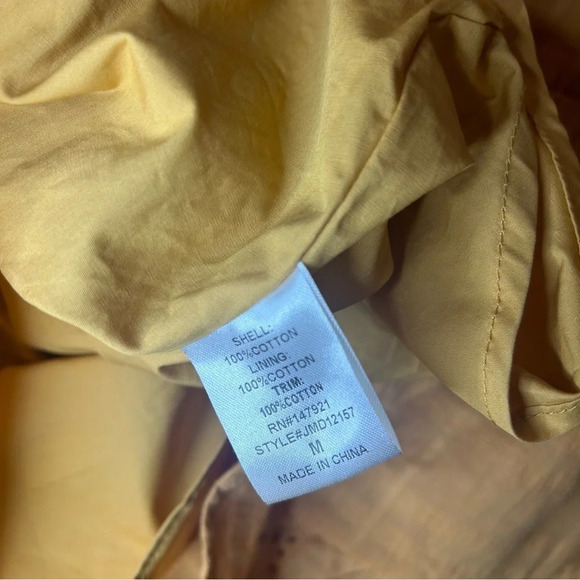 SHELL:
100%COTTON
LINING:
100%COTTON
TRIM:
100%COTTON
RN#147921
STYLE#JMD12157
M
MADE IN CHINA